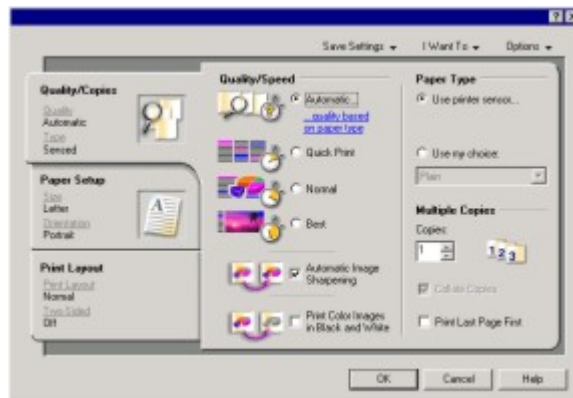 Save Settings
I Want To
Options
Quality/Copies
Quality
Automatic
Type
Sensed
Paper Setup
Size
Letter
Orientation
Portrait
Print Layout
Print Layout
Normal
Two-Sided
Off
Quality/Speed
Automatic...
...quality based
on paper type
Quick Print
Normal
Best
Automatic Image
Sharpening
Print Color Images
in Black and White
Paper Type
Use printer sensor...
Use my choice:
Plain
Multiple Copies
Copies:
1
1 2 3
Collate Copies
Print Last Page First
OK
Cancel
Help